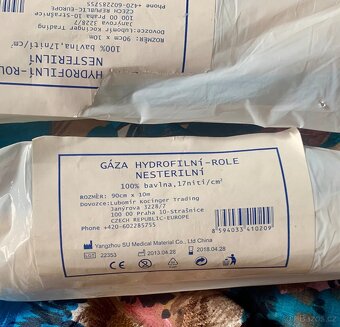 Phone +420-602285755
CZECH REPUBLIC-EUROPE
100 00 Praha 10-Strašnice
Janýrova 3228/7
Dovozce:Lubomír Kocinger Trading
ROZMĚR: 90cm x 10m
100% bavlna,17nití/cm²
NESTERILNÍ
HYDROFILNÍ-ROLE
GÁZA HYDROFILNÍ-ROLE
NESTERILNÍ
100% bavlna,17nití/cm²
ROZMĚR: 90cm x 10m
Dovozce:Lubomír Kocinger Trading
Janýrova 3228/7
100 00 Praha 10-Strašnice
CZECH REPUBLIC-EUROPE
Phone +420-602285755
8 594033 410209
Yangzhou SU Medical Material Co., Ltd.China
LOT 22353 2013.04.28 2018.04.28